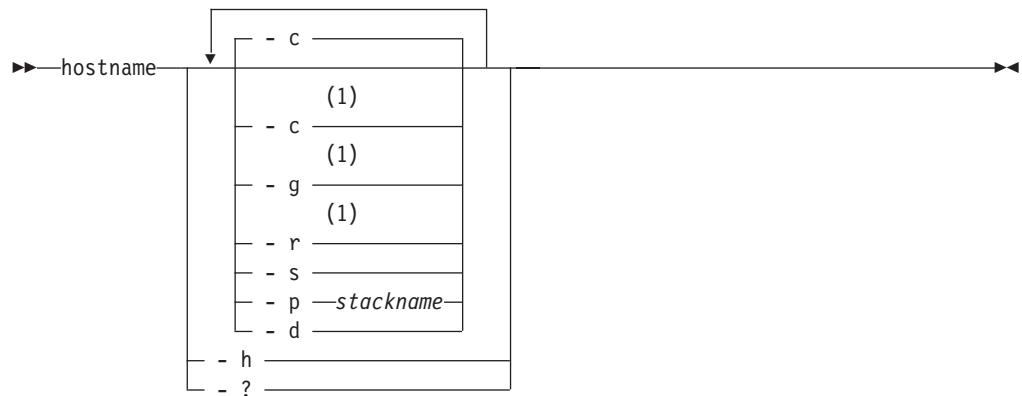 - c
hostname
(1)
- c
(1)
- g
(1)
- r
- s
- p stackname
- d
- h
- ?